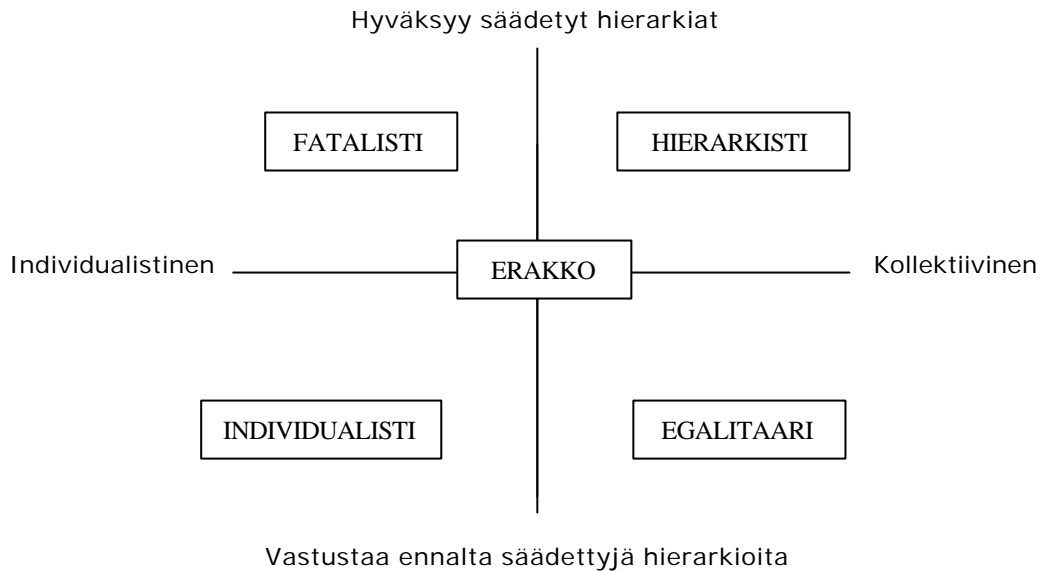 Hyväksyy säädetyt hierarkiat
FATALISTI
HIERARKISTI
Individualistinen
ERAKKO
Kollektiivinen
INDIVIDUALISTI
EGALITAARI
Vastustaa ennalta säädettyjä hierarkioita